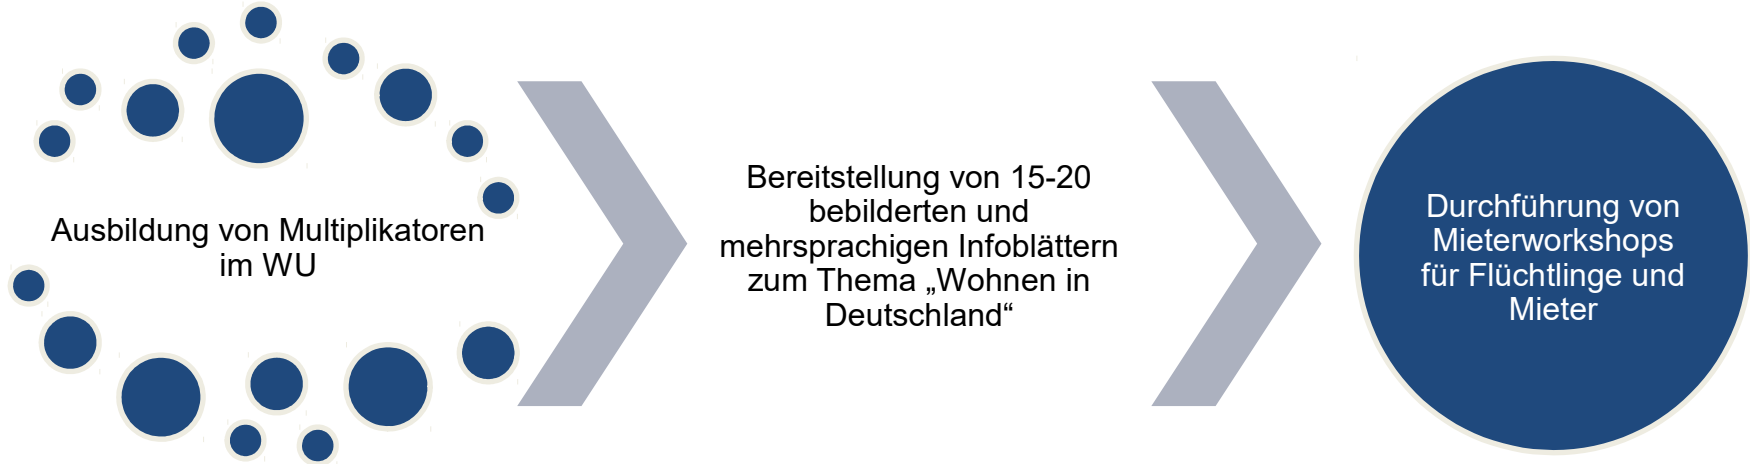 Ausbildung von Multiplikatoren
im WU
Bereitstellung von 15-20
bebilderten und
mehrsprachigen Infoblättern
zum Thema „Wohnen in
Deutschland“
Durchführung von
Mieterworkshops
für Flüchtlinge und
Mieter